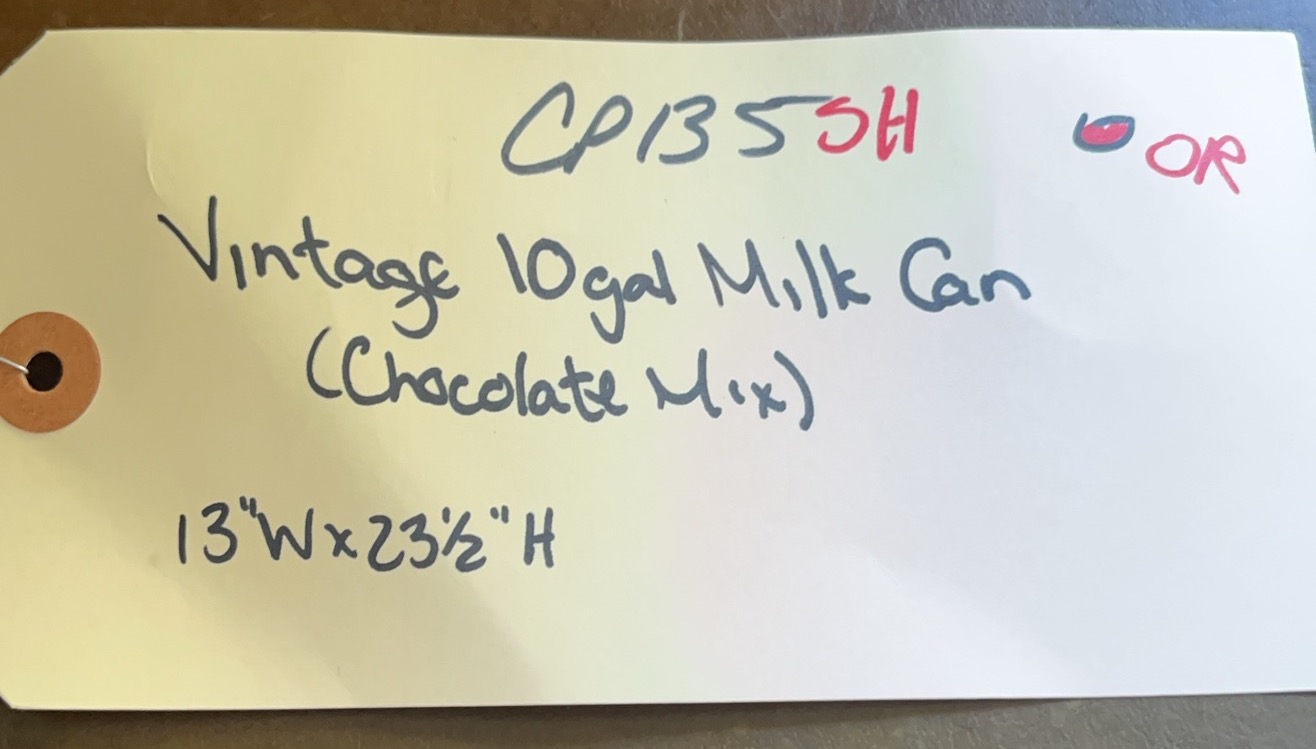 CP135SH OR
Vintage 10gal Milk Can
(Chocolate Mix)
13"W x 23½"H